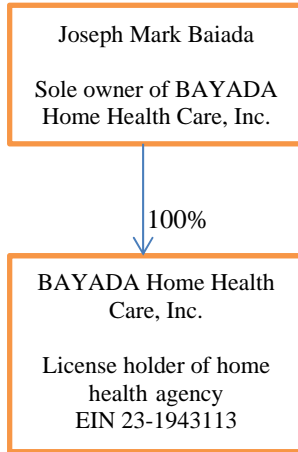 Joseph Mark Baiada
Sole owner of BAYADA
Home Health Care, Inc.
100%
BAYADA Home Health
Care, Inc.
License holder of home
health agency
EIN 23-1943113